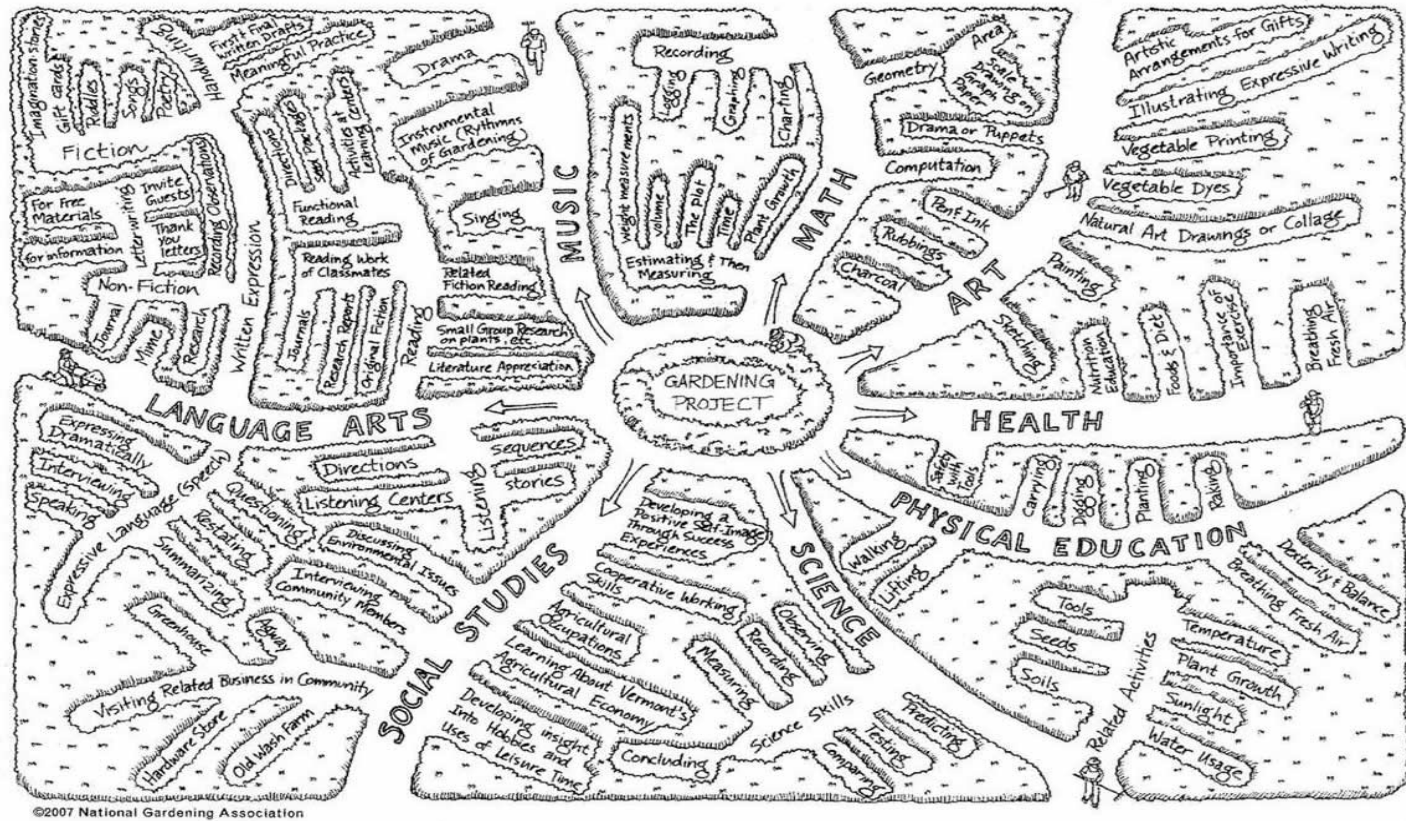 Imagination stories
Gift Cards
Riddles
Songs
Poetry
Fiction
Handwriting
First & Final
Written Drafts
Meaningful Practice
For Free
Materials
for information
Letter writing
Invite
Guests
Thank
you
letters
Recording Observations
Non-Fiction
Journal
Mime
Research
Written Expression
Directions
Seed Packages
Activities at
Learning Centers
Functional
Reading
Reading Work
of Classmates
Journals
Research Reports
Original Fiction
Reading
Related
Fiction Reading
Small Group Research
on plants, etc.
Literature Appreciation
LANGUAGE ARTS
Drama
Instrumental
Music (Rythmns
of Gardening)
Singing
MUSIC
Recording
Logging
Graphing
Charting
weight measurements
volume
The plot
Time
Plant Growth
Estimating & Then
Measuring
MATH
Geometry
Area
Scale
Drawing on
Graph
Paper
Computation
Drama or Puppets
Pen & Ink
Rubbings
Charcoal
ART
Artistic
Arrangements for Gifts
Illustrating Expressive Writing
Vegetable Printing
Vegetable Dyes
Natural Art Drawings or Collage
Painting
Sketching
GARDENING
PROJECT
Nutrition
Education
Foods & Diet
Importance of
Exercise
Breathing
Fresh Air
HEALTH
Safety
with
Tools
Carrying
Digging
Planting
Raking
Walking
Lifting
PHYSICAL EDUCATION
Dexterity & Balance
Breathing Fresh Air
Expressing
Dramatically
Interviewing
Speaking
Expressive Language (Speech)
Questioning
Restating
Summarizing
Directions
Listening Centers
Listening
sequences
stories
Discussing
Environmental Issues
Interviewing
Community Members
Greenhouse
Agway
Visiting Related Business in Community
Hardware Store
Old Wash Farm
SOCIAL STUDIES
Developing a
Positive Self-Image
Through Success
Experiences
Cooperative Working
Skills
Agricultural
Occupations
Learning About Vermont's
Agricultural Economy
Developing insight
Into Hobbies and
Uses of Leisure Time
SCIENCE
Observing
Recording
Measuring
Science Skills
Concluding
Predicting
Testing
Comparing
Tools
Seeds
Soils
Related Activities
Temperature
Plant Growth
Sunlight
Water Usage
©2007 National Gardening Association